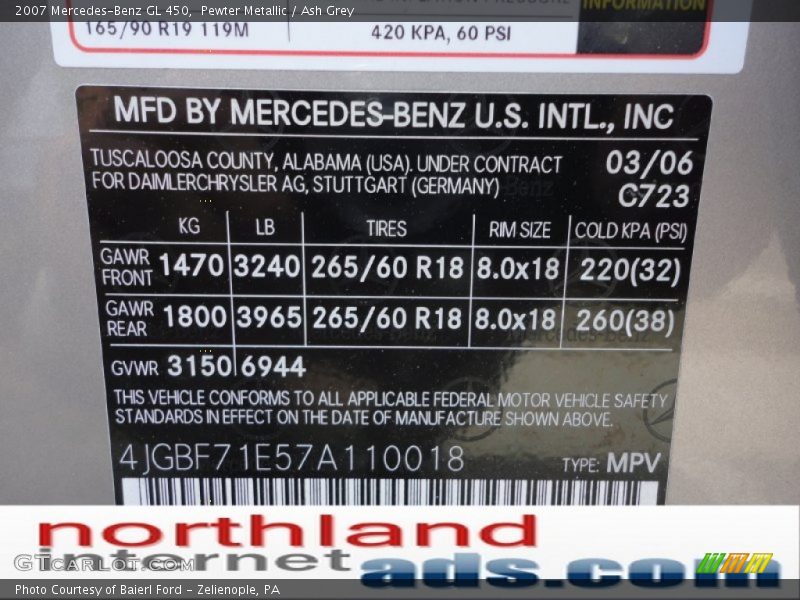 2007 Mercedes-Benz GL 450, Pewter Metallic / Ash Grey
INFORMATION
165/90 R19 119M 420 KPA, 60 PSI
MFD BY MERCEDES-BENZ U.S. INTL., INC
TUSCALOOSA COUNTY, ALABAMA (USA). UNDER CONTRACT 03/06
FOR DAIMLERCHRYSLER AG, STUTTGART (GERMANY) C723
KG LB TIRES RIM SIZE COLD KPA (PSI)
GAWR FRONT 1470 3240 265/60 R18 8.0x18 220(32)
GAWR REAR 1800 3965 265/60 R18 8.0x18 260(38)
GVWR 3150 6944
THIS VEHICLE CONFORMS TO ALL APPLICABLE FEDERAL MOTOR VEHICLE SAFETY
STANDARDS IN EFFECT ON THE DATE OF MANUFACTURE SHOWN ABOVE.
4JGBF71E57A110018 TYPE: MPV
northland
internet ads.com
GTCARLOT.COM
Photo Courtesy of Baierl Ford - Zelienople, PA